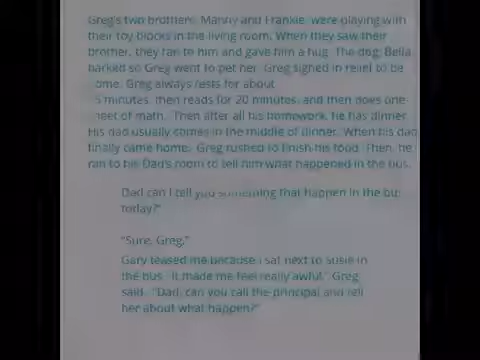 Greg's two brothers, Manny and Frankie, were playing with
their toy blocks in the living room. When they saw their
brother, they ran to him and gave him a hug. The dog, Bella
barked so Greg went to pet her. Greg signed in relief to be
ome. Greg always rests for about
5 minutes, then reads for 20 minutes, and then does one
heet of math. Then after all his homework, he has dinner.
His dad usually comes in the middle of dinner. When his dad
finally came home, Greg rushed to finish his food. Then, he
ran to his Dad's room to tell him what happened in the bus.
Dad can I tell you something that happen in the bu
today?"
"Sure, Greg."
Gary teased me because I sat next to Susie in
the bus. It made me feel really awful," Greg
said. "Dad, can you call the principal and tell
her about what happen?"